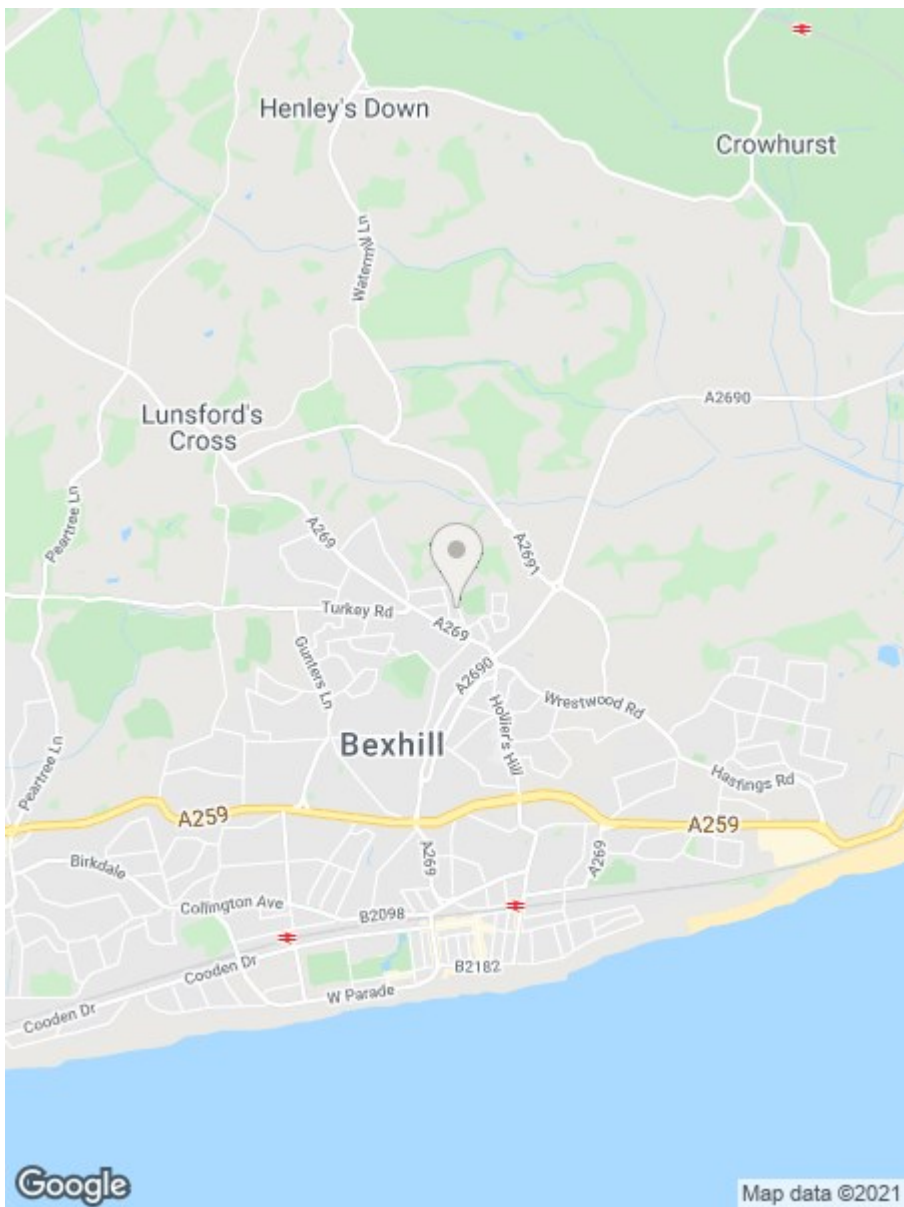 Henley's Down
Crowhurst
Watermill Ln
A2690
Lunsford's
Cross
Peartree Ln
A269
A2691
Turkey Rd
A269
Gunters Ln
A2690
Wrestwood Rd
Hollier's Hill
Bexhill
Peartree Ln
Hastings Rd
A259
A259
Birkdale
A269
A269
Collington Ave
B2098
Cooden Dr
B2182
W Parade
Cooden Dr
Google
Map data ©2021